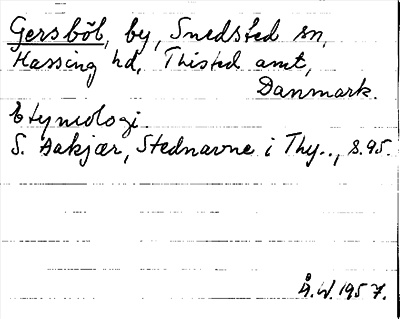 Gersböl, by, Snedsted sn,
Hassing hd, Thisted amt,
Danmark.
Etymologi.
S. Aakjær, Stednavne i Thy.., s.95.
Å.W. 1957.